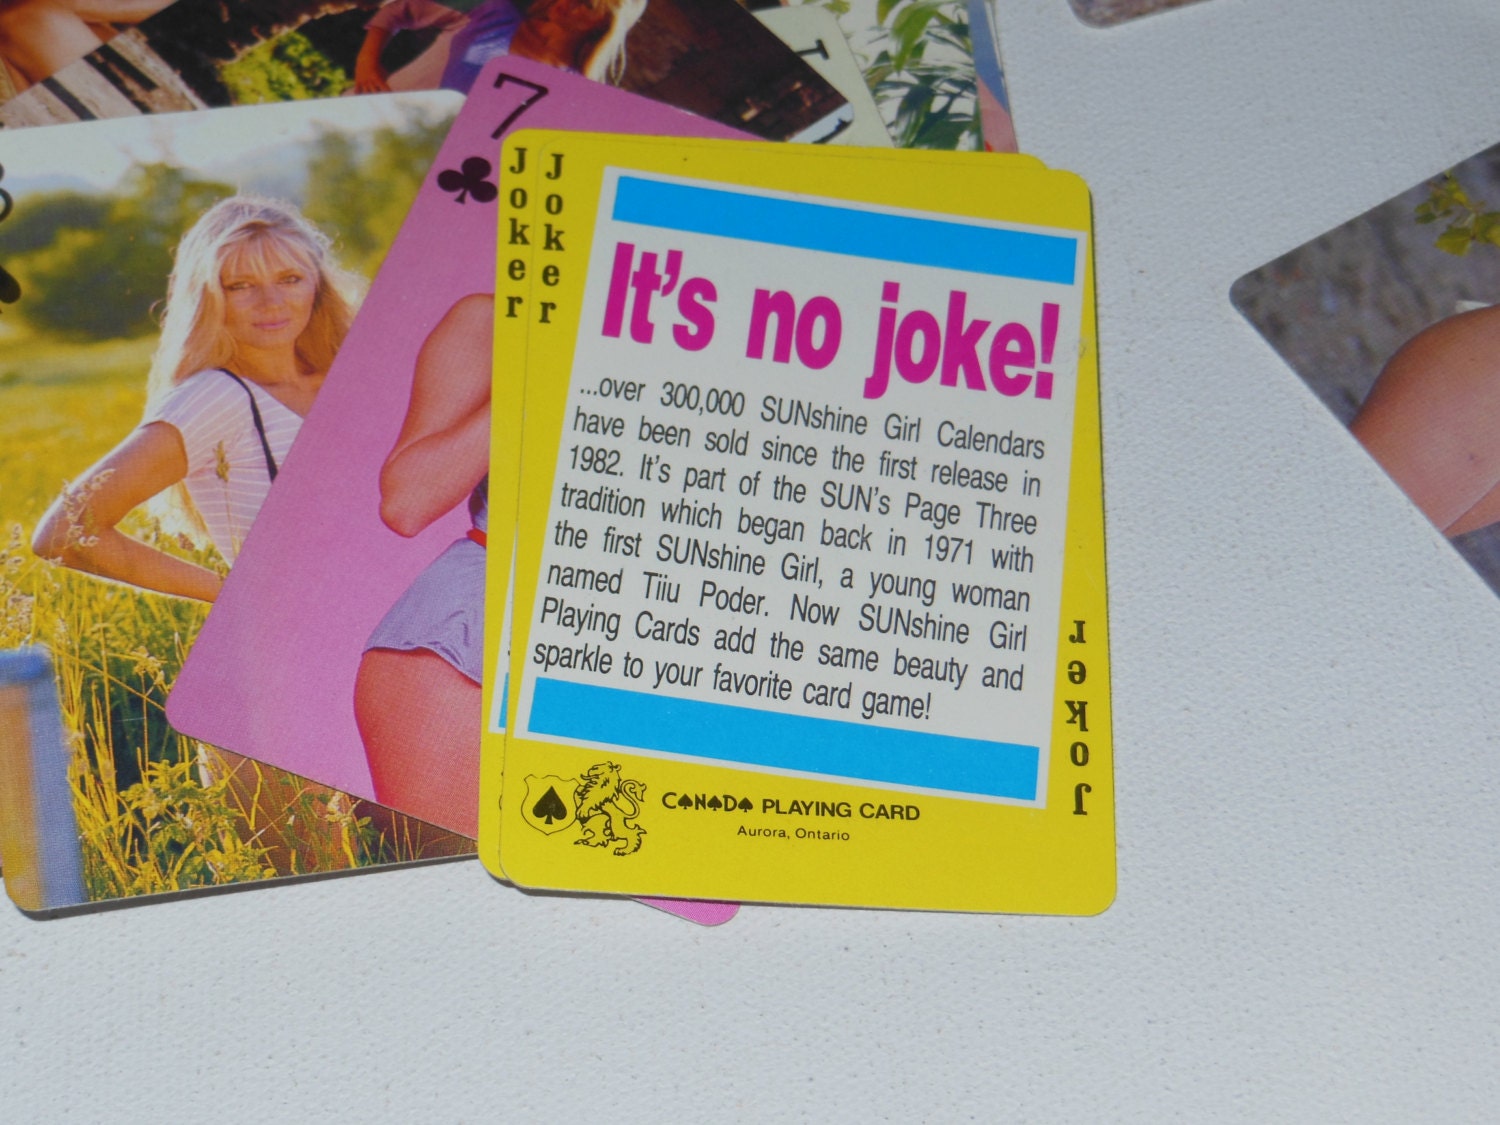 7
Joker
Joker
It's no joke!
...over 300,000 SUNshine Girl Calendars
have been sold since the first release in
1982. It's part of the SUN's Page Three
tradition which began back in 1971 with
the first SUNshine Girl, a young woman
named Tiiu Poder. Now SUNshine Girl
Playing Cards add the same beauty and
sparkle to your favorite card game!
Joker
CANADA PLAYING CARD
Aurora, Ontario